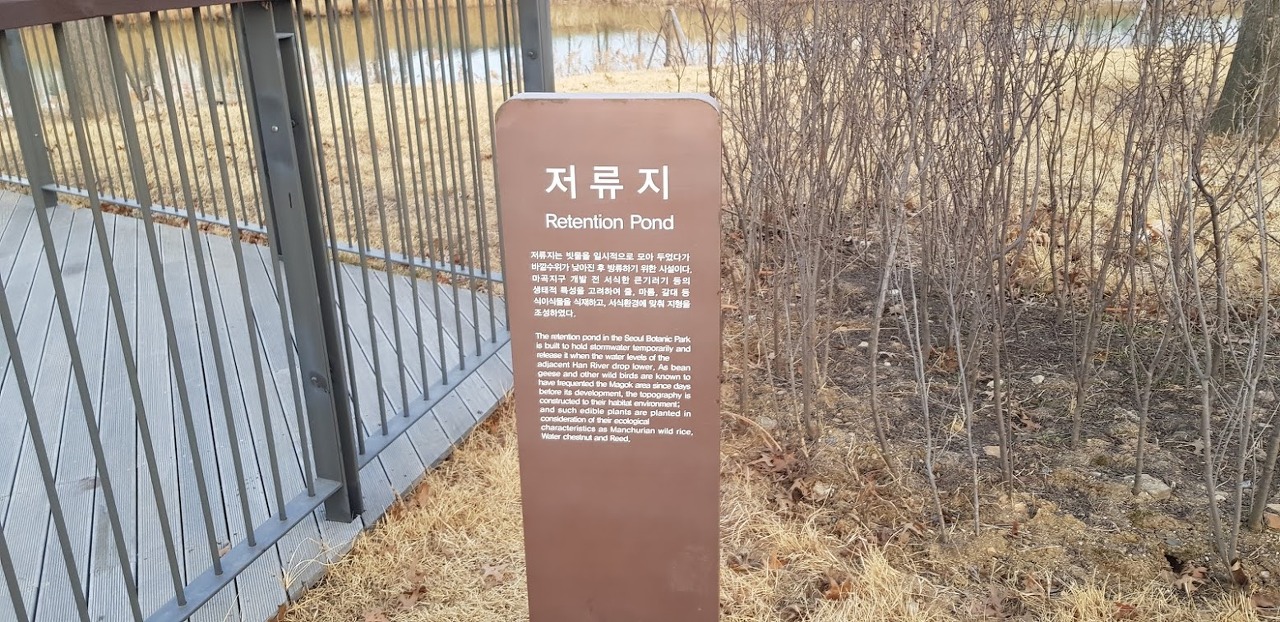 저류지
Retention Pond
저류지는 빗물을 일시적으로 모아 두었다가
바깥수위가 낮아진 후 방류하기 위한 시설이다.
마곡지구 개발 전 서식한 큰기러기 등의
생태적 특성을 고려하여 줄, 마름, 갈대 등
식이식물을 식재하고, 서식환경에 맞춰 지형을
조성하였다.
The retention pond in the Seoul Botanic Park
is built to hold stormwater temporarily and
release it when the water levels of the
adjacent Han River drop lower. As bean
geese and other wild birds are known to
have frequented the Magok area since days
before its development, the topography is
constructed to their habitat environment;
and such edible plants are planted in
consideration of their ecological
characteristics as Manchurian wild rice,
Water chestnut and Reed.